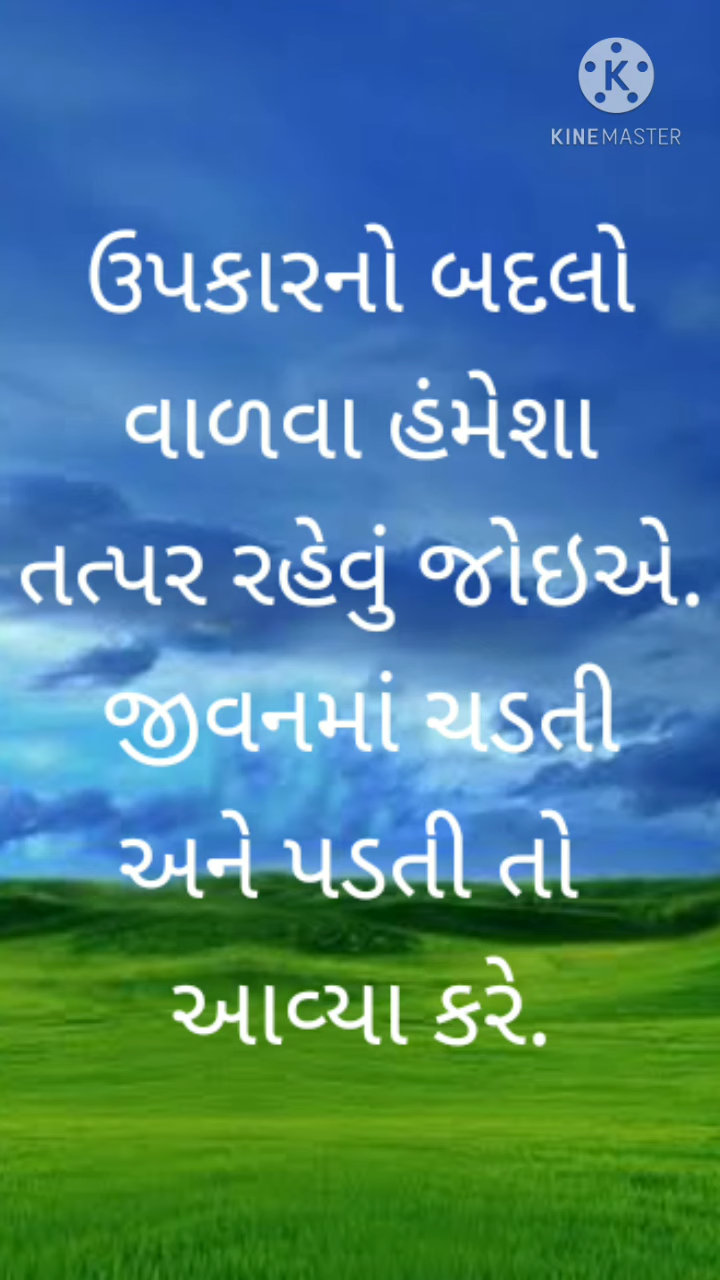 KINEMASTER
ઉપકારનો બદલો
વાળવા હંમેશા
તત્પર રહેવું જોઇએ.
જીવનમાં ચડતી
અને પડતી તો
આવ્યા કરે.